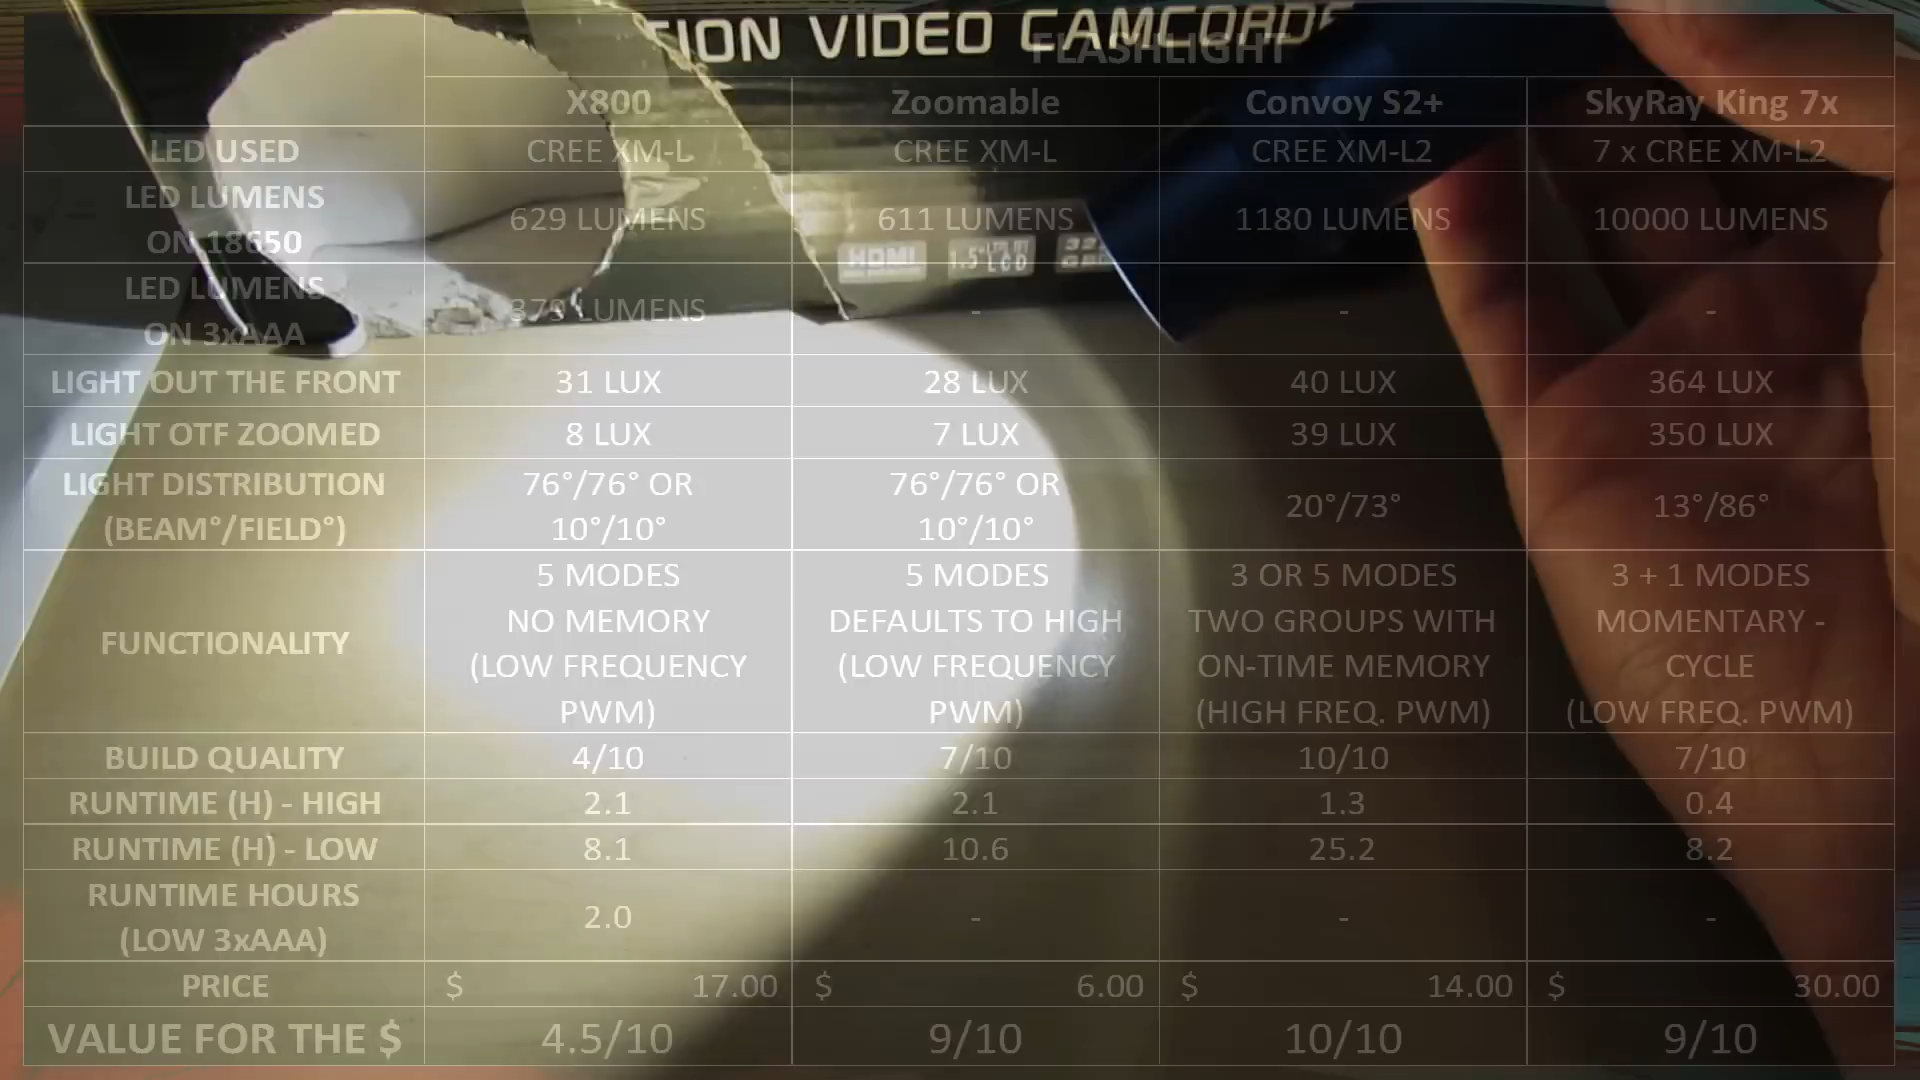 TION VIDEO CAMCORDE
FLASHLIGHT
X800 Zoomable Convoy S2+ SkyRay King 7x
LED USED CREE XM-L CREE XM-L CREE XM-L2 7 x CREE XM-L2
LED LUMENS
ON 18650
629 LUMENS 611 LUMENS 1180 LUMENS 10000 LUMENS
HDMI 1.5" LCD 32
LED LUMENS
ON 3xAAA
379 LUMENS - - -
LIGHT OUT THE FRONT 31 LUX 28 LUX 40 LUX 364 LUX
LIGHT OTF ZOOMED 8 LUX 7 LUX 39 LUX 350 LUX
LIGHT DISTRIBUTION
(BEAM°/FIELD°)
76°/76° OR
10°/10°
76°/76° OR
10°/10°
20°/73°
13°/86°
FUNCTIONALITY
5 MODES
NO MEMORY
(LOW FREQUENCY
PWM)
5 MODES
DEFAULTS TO HIGH
(LOW FREQUENCY
PWM)
3 OR 5 MODES
TWO GROUPS WITH
ON-TIME MEMORY
(HIGH FREQ. PWM)
3 + 1 MODES
MOMENTARY -
CYCLE
(LOW FREQ. PWM)
BUILD QUALITY 4/10 7/10 10/10 7/10
RUNTIME (H) - HIGH 2.1 2.1 1.3 0.4
RUNTIME (H) - LOW 8.1 10.6 25.2 8.2
RUNTIME HOURS
(LOW 3xAAA)
2.0 - - -
PRICE $ 17.00 $ 6.00 $ 14.00 $ 30.00
VALUE FOR THE $ 4.5/10 9/10 10/10 9/10